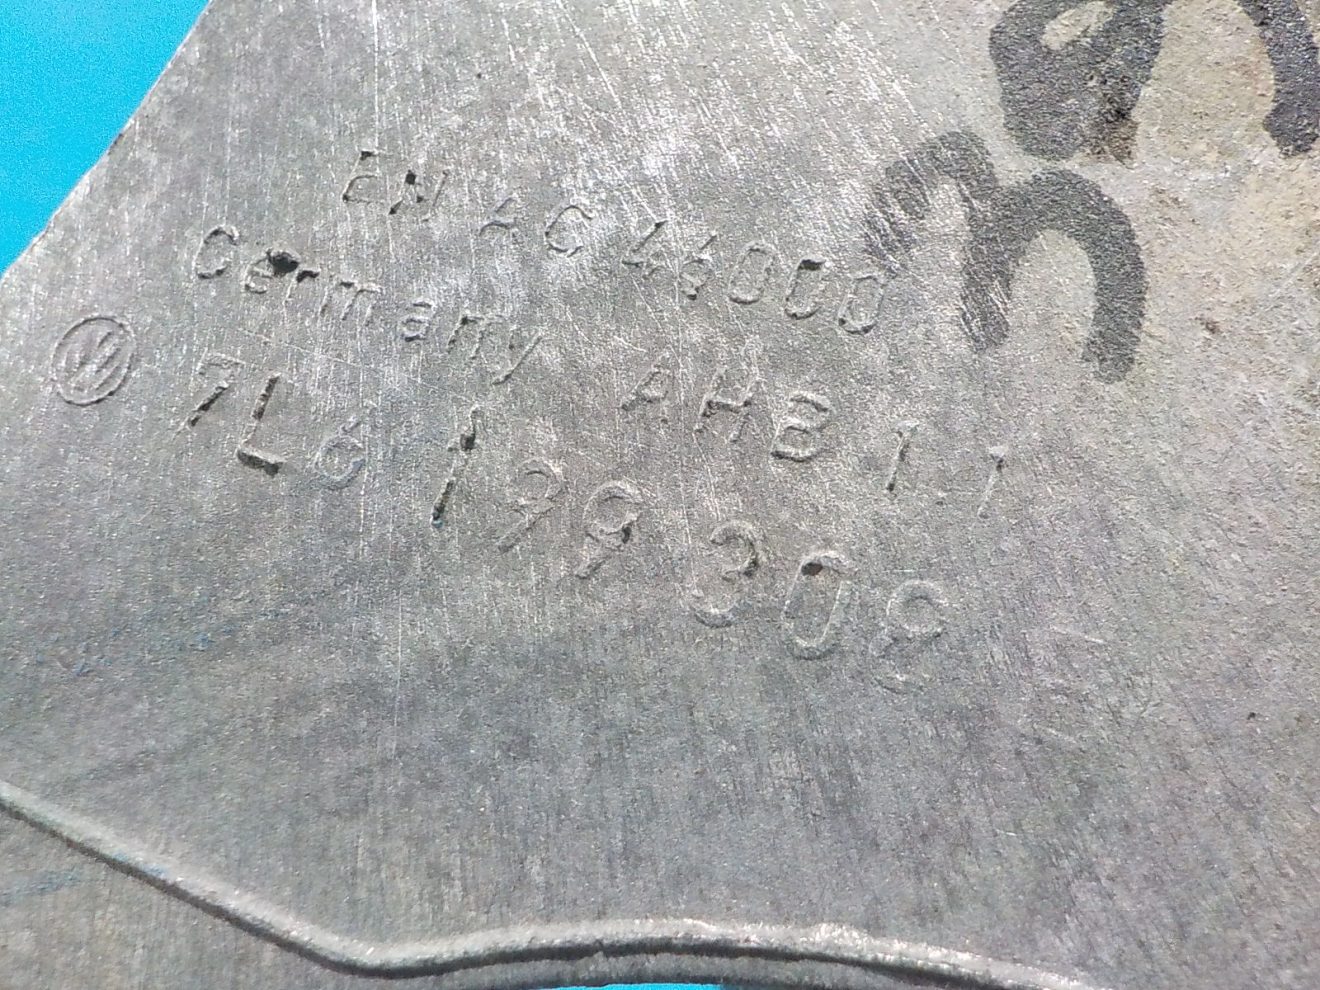 EN AC 46000
Germany AHB 1.1
7L6 199 308